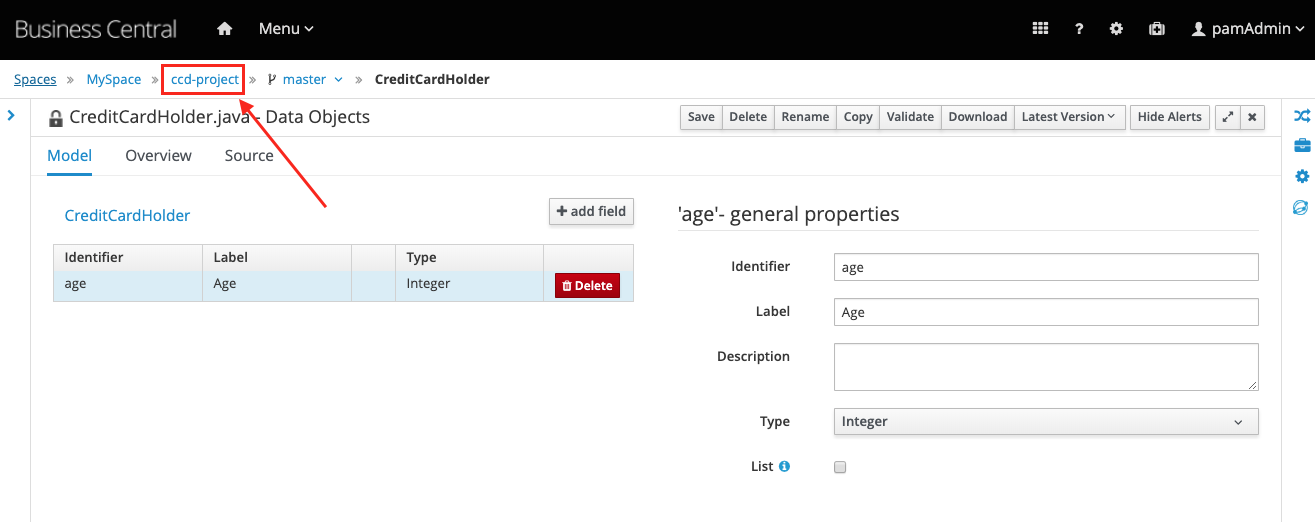 Business Central Menu ? pamAdmin
Spaces » MySpace » ccd-project » master » CreditCardHolder
CreditCardHolder.java - Data Objects Save Delete Rename Copy Validate Download Latest Version Hide Alerts
Model Overview Source
CreditCardHolder + add field 'age'- general properties
Identifier Label Type
age Age Integer Delete
Identifier age
Label Age
Description
Type Integer
List